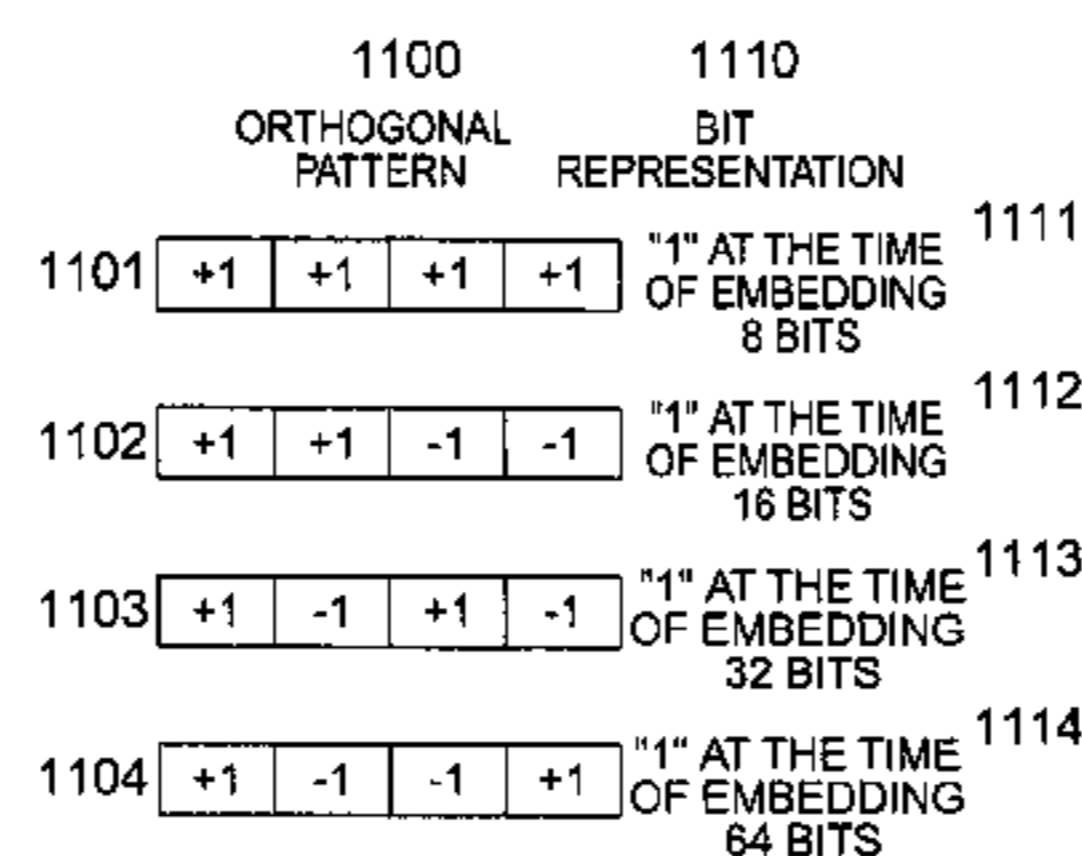 1100 1110
ORTHOGONAL BIT
PATTERN REPRESENTATION
1111
1101 +1 +1 +1 +1 "1" AT THE TIME
OF EMBEDDING
8 BITS
1112
1102 +1 +1 -1 -1 "1" AT THE TIME
OF EMBEDDING
16 BITS
1113
1103 +1 -1 +1 -1 "1" AT THE TIME
OF EMBEDDING
32 BITS
1114
1104 +1 -1 -1 +1 "1" AT THE TIME
OF EMBEDDING
64 BITS